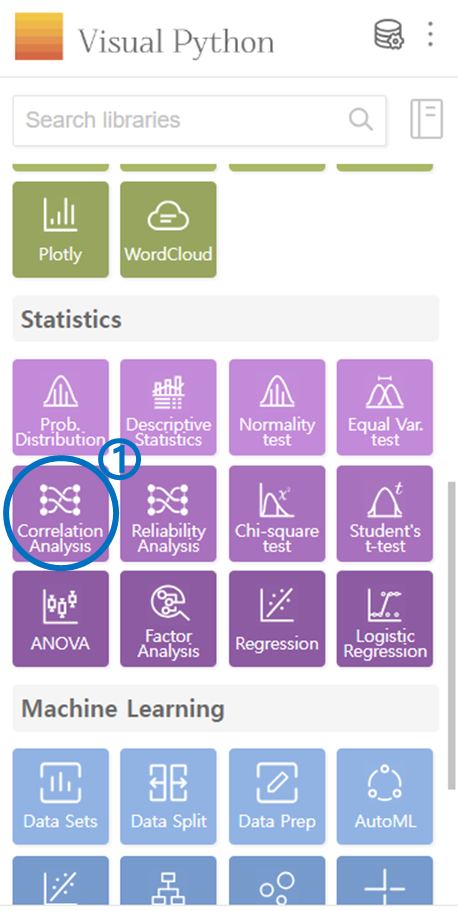 Visual Python
Search libraries
Plotly
WordCloud
Statistics
Prob.
Distribution
Descriptive
Statistics
Normality
test
Equal Var.
test
1
Correlation
Analysis
Reliability
Analysis
x²
Chi-square
test
t
Student's
t-test
ANOVA
Factor
Analysis
Regression
Logistic
Regression
Machine Learning
Data Sets
Data Split
Data Prep
AutoML